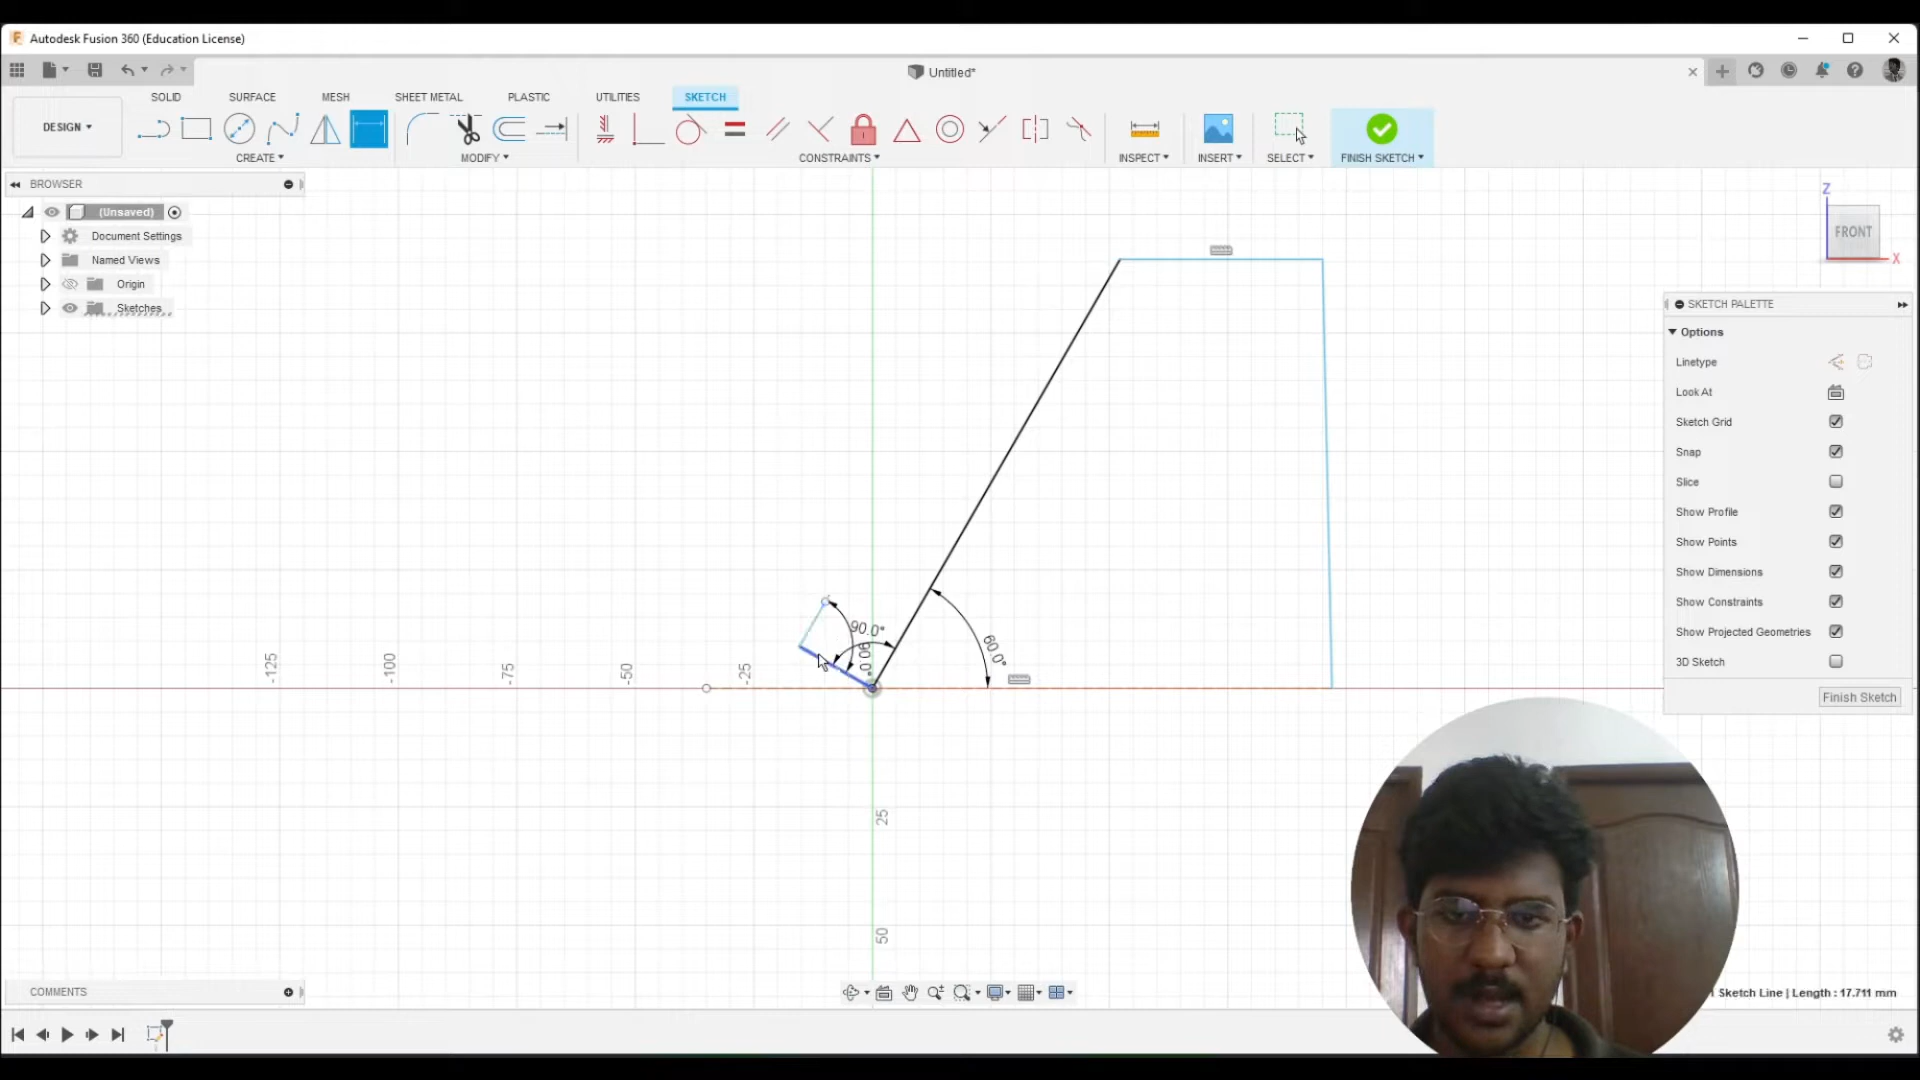 Autodesk Fusion 360 (Education License)
Untitled*
SOLID SURFACE MESH SHEET METAL PLASTIC UTILITIES SKETCH
DESIGN
CREATE MODIFY CONSTRAINTS INSPECT INSERT SELECT FINISH SKETCH
BROWSER
(Unsaved)
Document Settings
Named Views
Origin
Sketches
Z
FRONT
X
SKETCH PALETTE
Options
Linetype
Look At
Sketch Grid
Snap
Slice
Show Profile
Show Points
Show Dimensions
Show Constraints
Show Projected Geometries
3D Sketch
Finish Sketch
90.0°
90.0°
60.0°
-125
-100
-75
-50
-25
25
50
COMMENTS
Sketch Line | Length : 17.711 mm